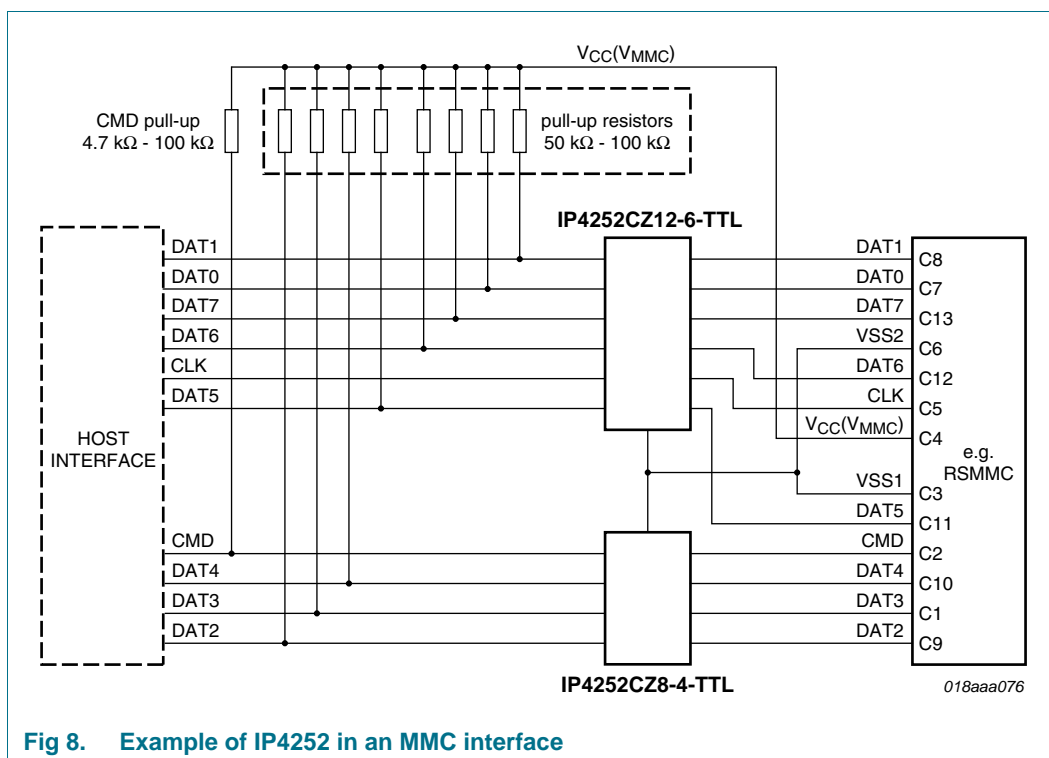 VCC(VMMC)
CMD pull-up
4.7 kΩ - 100 kΩ
pull-up resistors
50 kΩ - 100 kΩ
IP4252CZ12-6-TTL
HOST
INTERFACE
DAT1
DAT0
DAT7
DAT6
CLK
DAT5
CMD
DAT4
DAT3
DAT2
DAT1
DAT0
DAT7
VSS2
DAT6
CLK
VCC(VMMC)
VSS1
DAT5
CMD
DAT4
DAT3
DAT2
C8
C7
C13
C6
C12
C5
C4
C3
C11
C2
C10
C1
C9
e.g.
RSMMC
IP4252CZ8-4-TTL
018aaa076
Fig 8. Example of IP4252 in an MMC interface